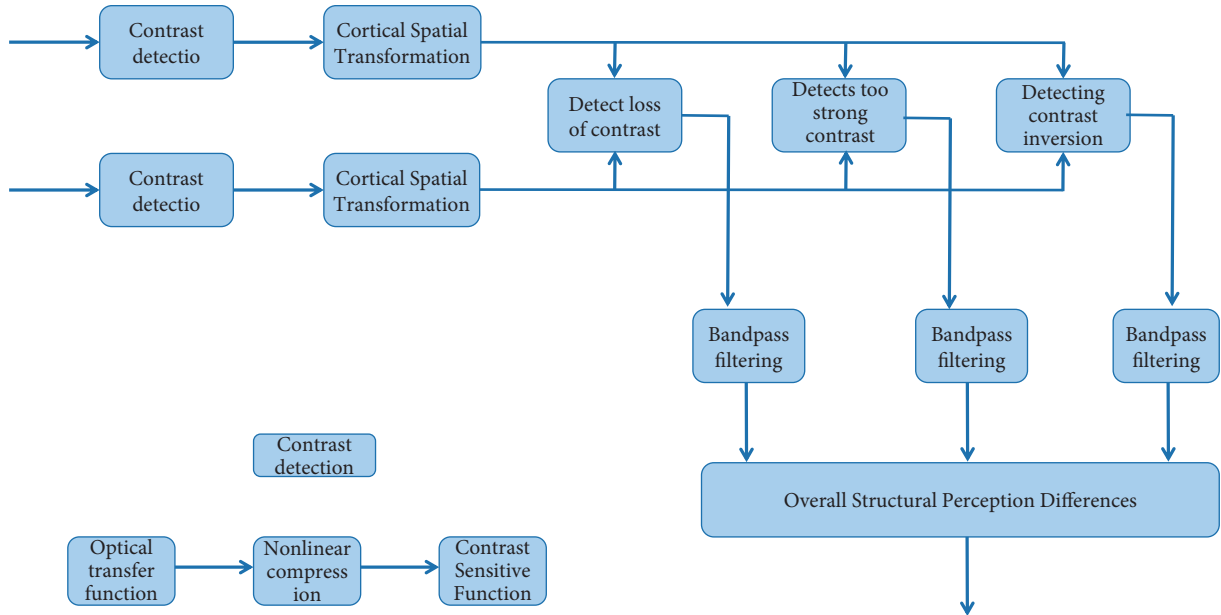 Contrast
detectio
Cortical Spatial
Transformation
Detect loss
of contrast
Detects too
strong
contrast
Detecting
contrast
inversion
Contrast
detectio
Cortical Spatial
Transformation
Bandpass
filtering
Bandpass
filtering
Bandpass
filtering
Contrast
detection
Overall Structural Perception Differences
Optical
transfer
function
Nonlinear
compress
ion
Contrast
Sensitive
Function